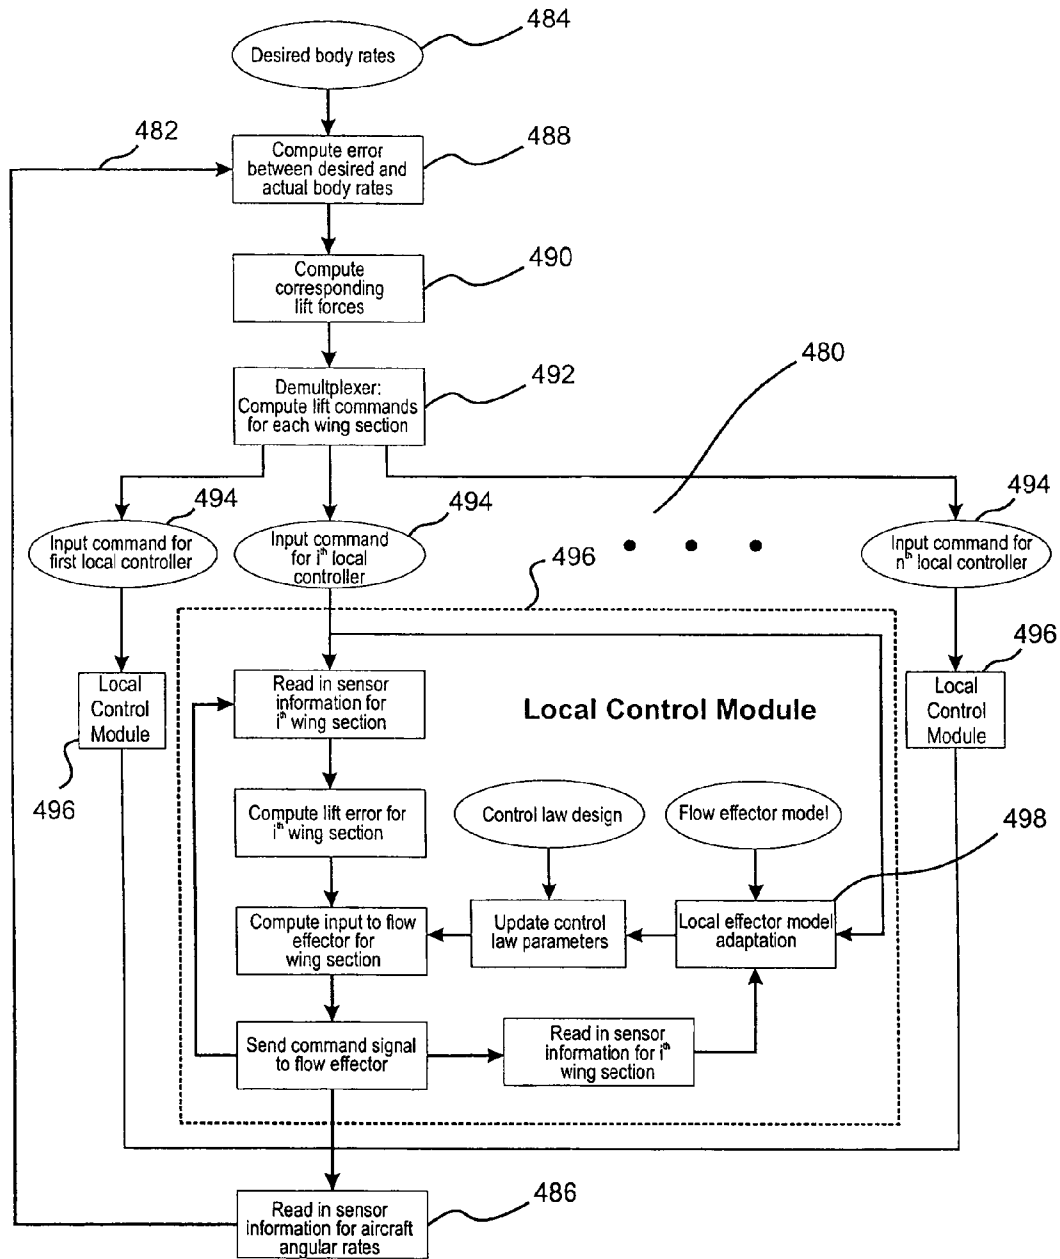 484
Desired body rates
482
488
Compute error
between desired and
actual body rates
490
Compute
corresponding
lift forces
480
492
Demultplexer:
Compute lift commands
for each wing section
494
494
494
Input command for
first local controller
Input command
for ith local
controller
Input command for
nth local controller
496
496
Local
Control
Module
496
Read in sensor
information for
ith wing section
Local Control Module
Local
Control
Module
Compute lift error for
ith wing section
Control law design
Flow effector model
498
Compute input to flow
effector for
wing section
Update control
law parameters
Local effector model
adaptation
Send command signal
to flow effector
Read in sensor
information for ith
wing section
486
Read in sensor
information for aircraft
angular rates